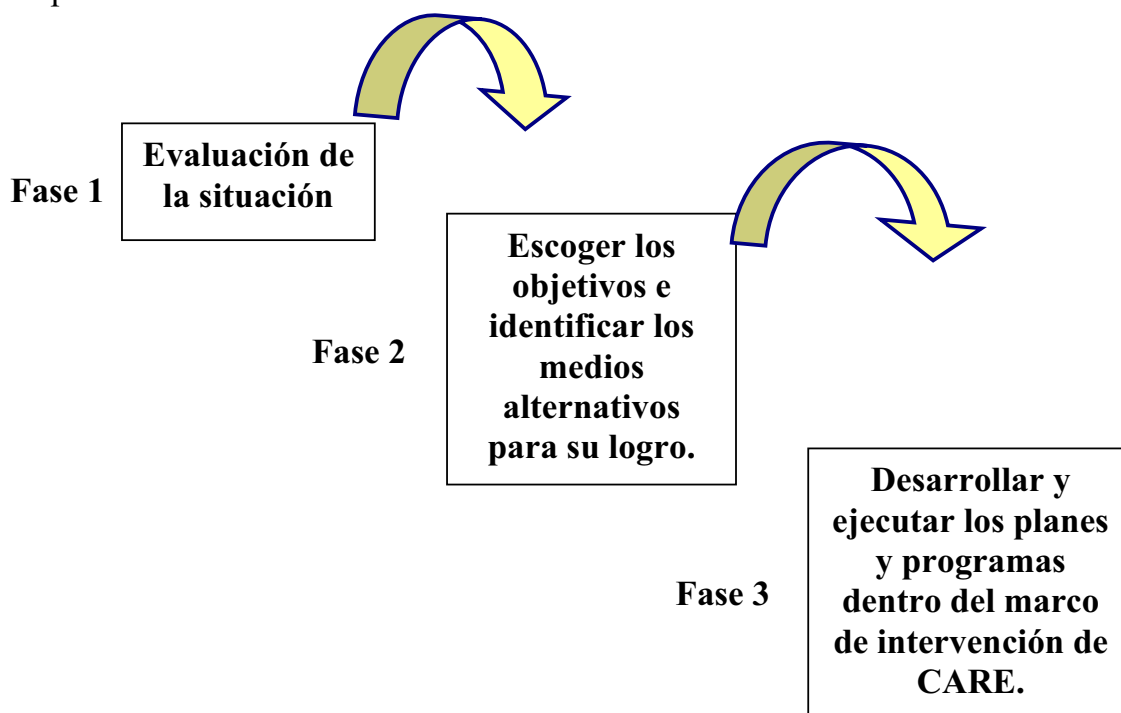 Evaluación de
la situación
Fase 1
Escoger los
objetivos e
identificar los
medios
alternativos
para su logro.
Fase 2
Desarrollar y
ejecutar los planes
y programas
dentro del marco
de intervención de
CARE.
Fase 3